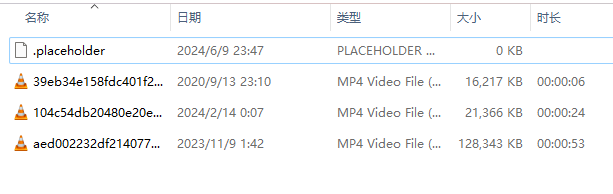 名称 日期 类型 大小 时长
.placeholder 2024/6/9 23:47 PLACEHOLDER ... 0 KB
39eb34e158fdc401f2... 2020/9/13 23:10 MP4 Video File (... 16,217 KB 00:00:06
104c54db20480e20e... 2024/2/14 0:07 MP4 Video File (... 21,366 KB 00:00:24
aed002232df214077... 2023/11/9 1:42 MP4 Video File (... 128,343 KB 00:00:53